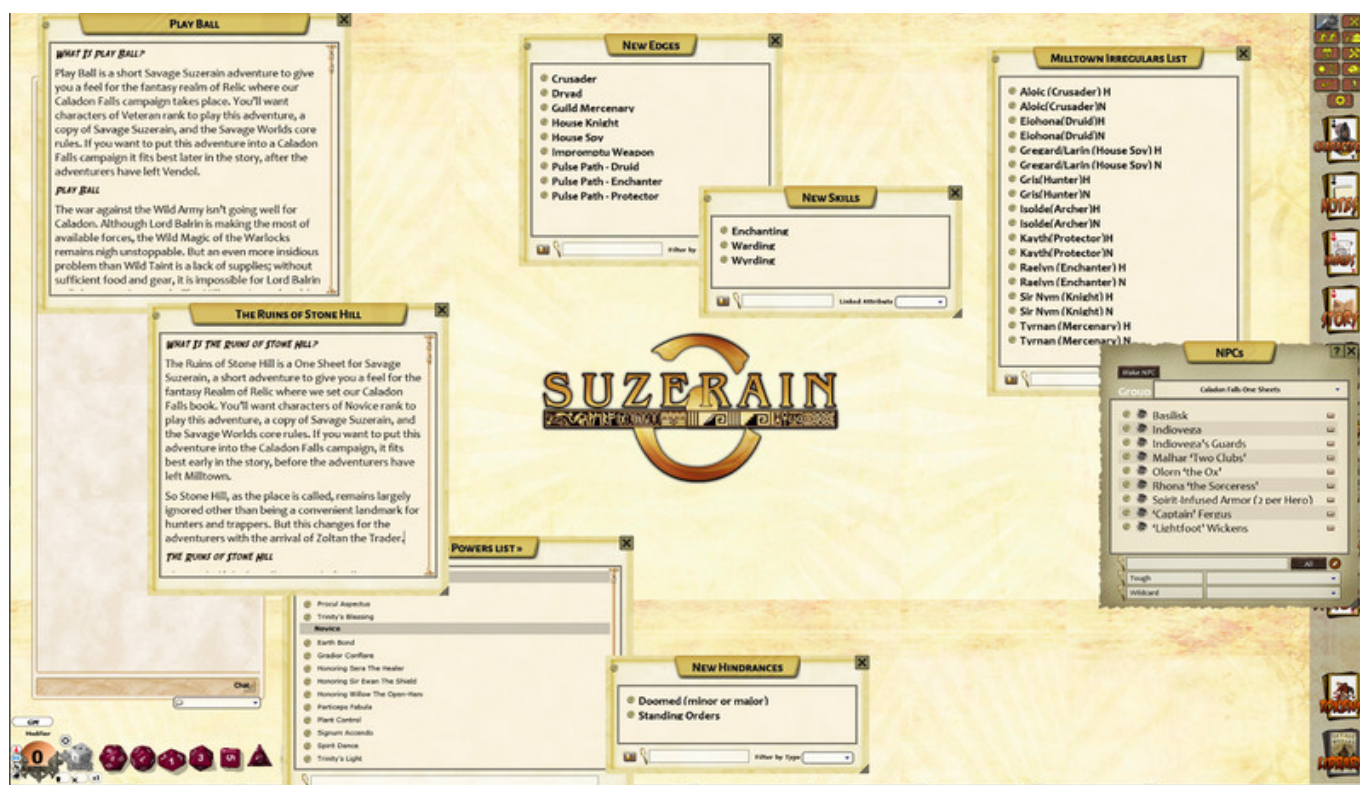 PLAY BALL
WHAT IS PLAY BALL?
Play Ball is a short Savage Suzerain adventure to give
you a feel for the fantasy realm of Relic where our
Caladon Falls campaign takes place. You'll want
characters of Veteran rank to play this adventure, a
copy of Savage Suzerain, and the Savage Worlds core
rules. If you want to put this adventure into a Caladon
Falls campaign it fits best later in the story, after the
adventurers have left Vendol.
PLAY BALL
The war against the Wild Army isn't going well for
Caladon. Although Lord Balrin is making the most of
available forces, the Wild Magic of the Warlocks
remains nigh unstoppable. But an even more insidious
problem than Wild Taint is a lack of supplies; without
sufficient food and gear, it is impossible for Lord Balrin
THE RUINS OF STONE HILL
WHAT IS THE RUINS OF STONE HILL?
The Ruins of Stone Hill is a One Sheet for Savage
Suzerain, a short adventure to give you a feel for the
fantasy Realm of Relic where we set our Caladon
Falls book. You'll want characters of Novice rank to
play this adventure, a copy of Savage Suzerain, and
the Savage Worlds core rules. If you want to put this
adventure into the Caladon Falls campaign, it fits
best early in the story, before the adventurers have
left Milltown.
So Stone Hill, as the place is called, remains largely
ignored other than being a convenient landmark for
hunters and trappers. But this changes for the
adventurers with the arrival of Zoltan the Trader.
THE RUINS OF STONE HILL
NEW EDGES
Crusader
Dryad
Guild Mercenary
House Knight
House Spy
Impromptu Weapon
Pulse Path - Druid
Pulse Path - Enchanter
Pulse Path - Protector
Filter by
NEW SKILLS
Enchanting
Warding
Wyrding
Linked Attribute
SUZERAIN
MILLTOWN IRREGULARS LIST
Aloic (Crusader) H
Aloic(Crusader)N
Eiohona(Druid)H
Eiohona(Druid)N
Gregard/Larin (House Spy) H
Gregard/Larin (House Spy) N
Gris(Hunter)H
Gris(Hunter)N
Isolde(Archer)H
Isolde(Archer)N
Kayth(Protector)H
Kayth(Protector)N
Raelyn (Enchanter) H
Raelyn (Enchanter) N
Sir Nym (Knight) H
Sir Nym (Knight) N
Tyrnan (Mercenary) H
Tyrnan (Mercenary) N
NPCS
Make NPC
Group
Caladon Falls One Sheets
Basilisk
Indiovega
Indiovega's Guards
Malhar 'Two Clubs'
Olorn 'the Ox'
Rhona 'the Sorceress'
Spirit-Infused Armor (2 per Hero)
'Captain' Fergus
'Lightfoot' Wickens
All
Tough
Wildcard
POWERS LIST »
Procul Aspectus
Trinity's Blessing
Novice
Earth Bond
Gradior Conflare
Honoring Sera The Healer
Honoring Sir Ewan The Shield
Honoring Willow The Open-Hand
Particeps Fabula
Plant Control
Signum Accendo
Spirit Dance
Trinity's Light
NEW HINDRANCES
Doomed (minor or major)
Standing Orders
Filter by Type
Chat
GM
Modifier
0
x1
NOTES
STORY
TOKENS
LIBRARY